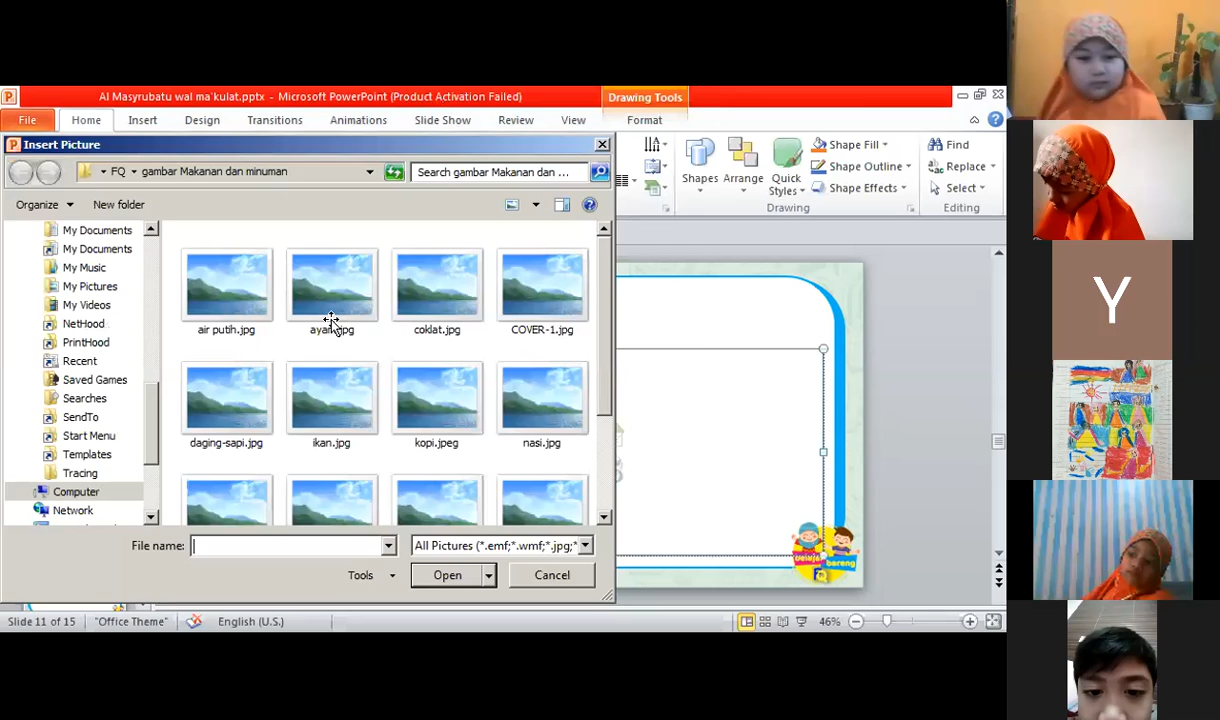 Al Masyrubatu wal ma'kulat.pptx - Microsoft PowerPoint (Product Activation Failed)
Drawing Tools
File Home Insert Design Transitions Animations Slide Show Review View Format
Insert Picture
FQ gambar Makanan dan minuman
Search gambar Makanan dan ...
Organize New folder
My Documents
My Documents
My Music
My Pictures
My Videos
NetHood
PrintHood
Recent
Saved Games
Searches
SendTo
Start Menu
Templates
Tracing
Computer
Network
air putih.jpg
coklat.jpg
COVER-1.jpg
daging-sapi.jpg
ikan.jpg
kopi.jpeg
nasi.jpg
File name:
All Pictures (*.emf;*.wmf;*.jpg;*
Tools
Open
Cancel
Shapes
Arrange
Quick Styles
Shape Fill
Shape Outline
Shape Effects
Drawing
Find
Replace
Select
Editing
belajar bareng
FQ
Slide 11 of 15
"Office Theme"
English (U.S.)
46%
Y